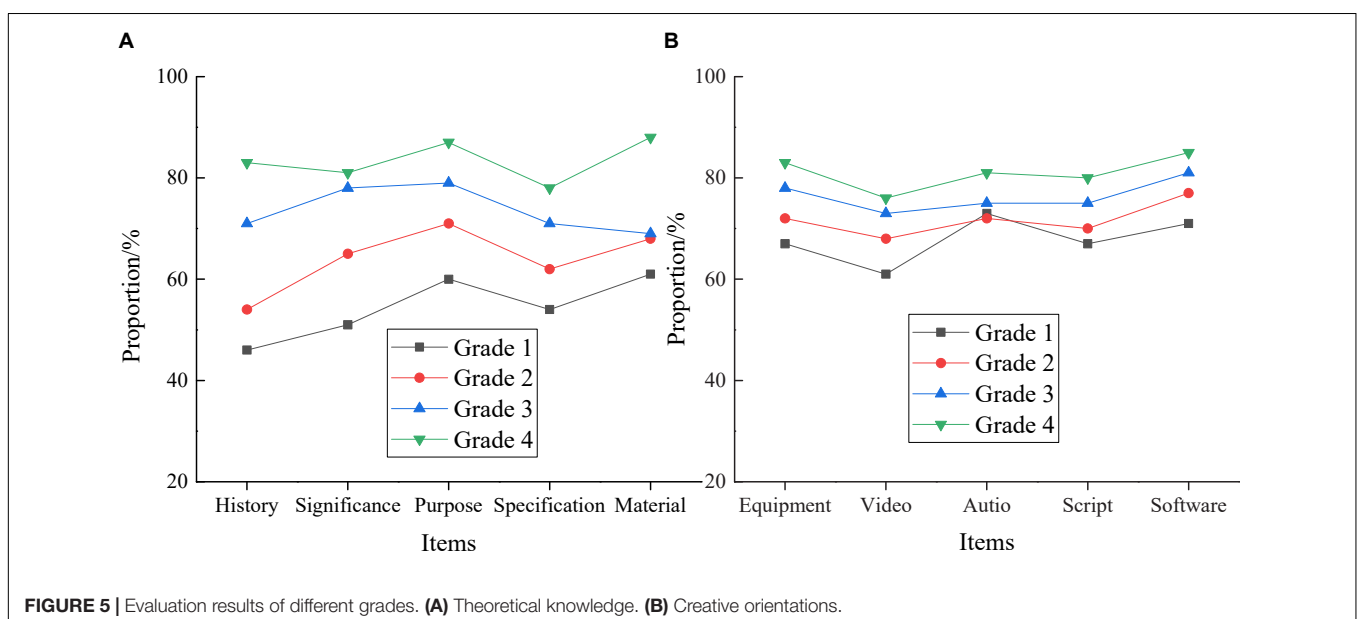 A
100
80
60
40
20
Proportion/%
History Significance Purpose Specification Material
Items
Grade 1
Grade 2
Grade 3
Grade 4
B
100
80
60
40
20
Proportion/%
Equipment Video Autio Script Software
Items
Grade 1
Grade 2
Grade 3
Grade 4
FIGURE 5 | Evaluation results of different grades. (A) Theoretical knowledge. (B) Creative orientations.